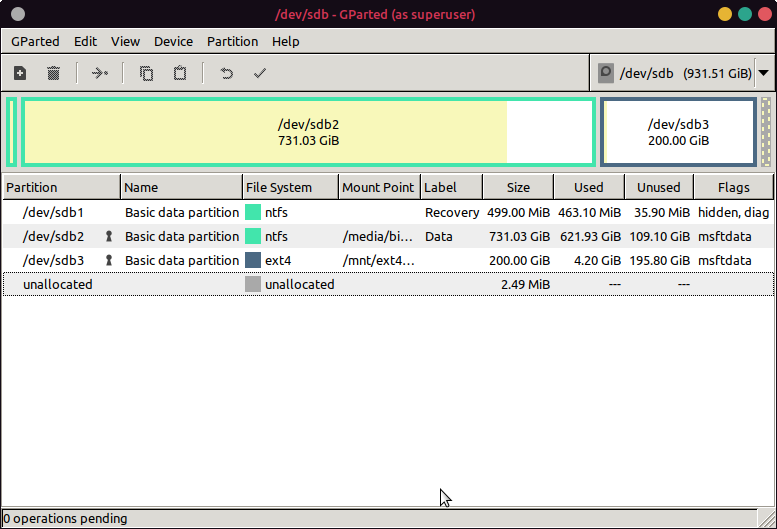 /dev/sdb - GParted (as superuser)
GParted Edit View Device Partition Help
/dev/sdb (931.51 GiB)
/dev/sdb2
731.03 GiB
/dev/sdb3
200.00 GiB
Partition Name File System Mount Point Label Size Used Unused Flags
/dev/sdb1 Basic data partition ntfs Recovery 499.00 MiB 463.10 MiB 35.90 MiB hidden, diag
/dev/sdb2 Basic data partition ntfs /media/bi... Data 731.03 GiB 621.93 GiB 109.10 GiB msftdata
/dev/sdb3 Basic data partition ext4 /mnt/ext4... 200.00 GiB 4.20 GiB 195.80 GiB msftdata
unallocated unallocated 2.49 MiB --- ---
0 operations pending